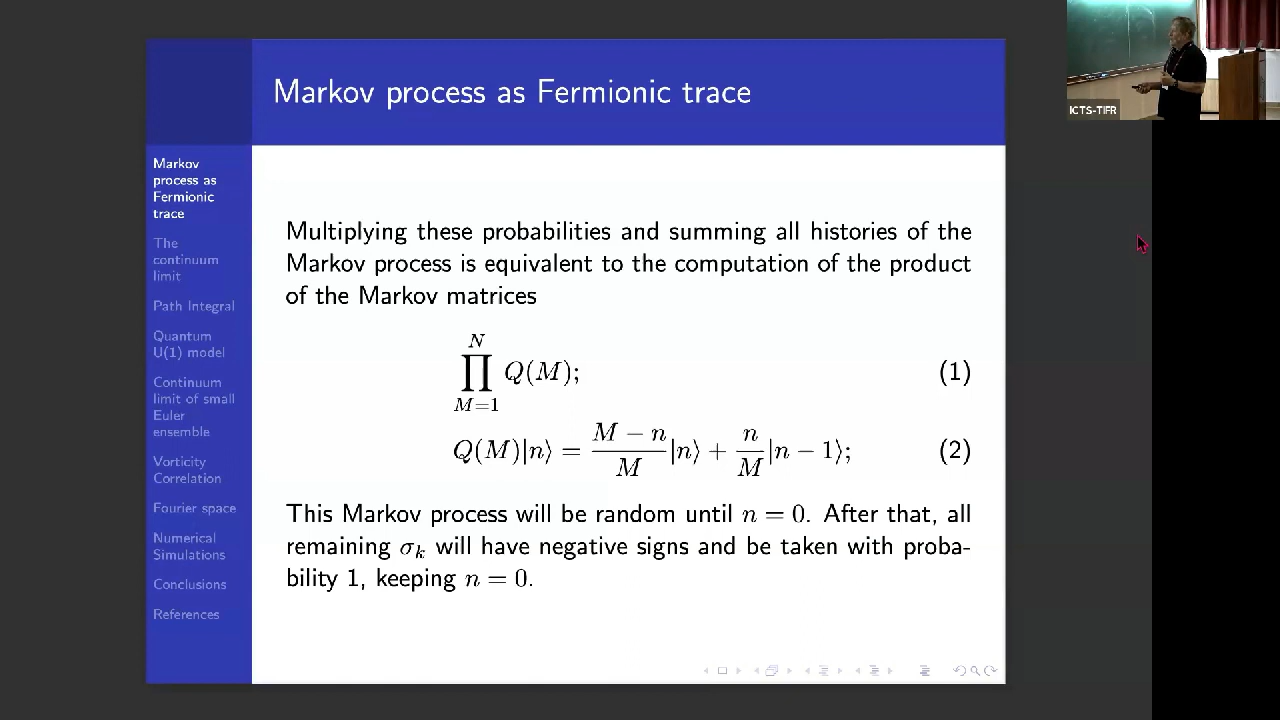 Markov process as Fermionic trace
Markov
process as
Fermionic
trace
The
continuum
limit
Path Integral
Quantum
U(1) model
Continuum
limit of small
Euler
ensemble
Vorticity
Correlation
Fourier space
Numerical
Simulations
Conclusions
References
Multiplying these probabilities and summing all histories of the
Markov process is equivalent to the computation of the product
of the Markov matrices
∏_{M=1}^{N} Q(M); (1)
Q(M)|n⟩ = \frac{M − n}{M}|n⟩ + \frac{n}{M}|n − 1⟩; (2)
This Markov process will be random until n = 0. After that, all
remaining σ_k will have negative signs and be taken with proba-
bility 1, keeping n = 0.
ICTS-TIFR